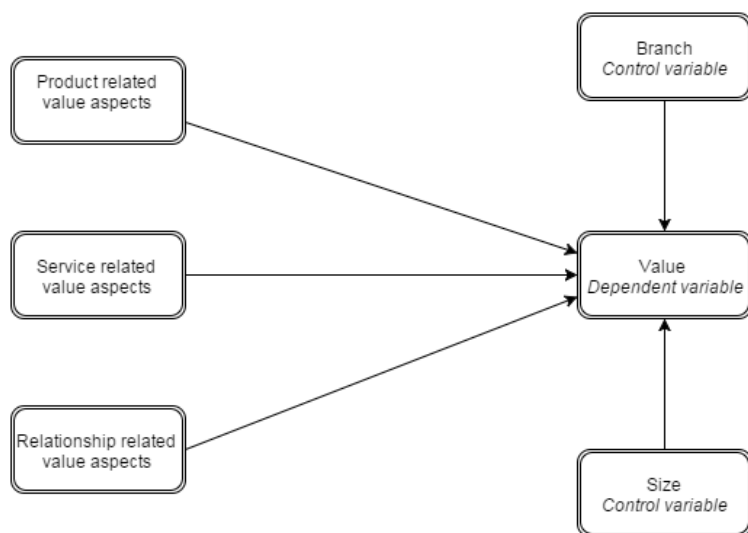 Product related
value aspects
Branch
Control variable
Service related
value aspects
Value
Dependent variable
Relationship related
value aspects
Size
Control variable